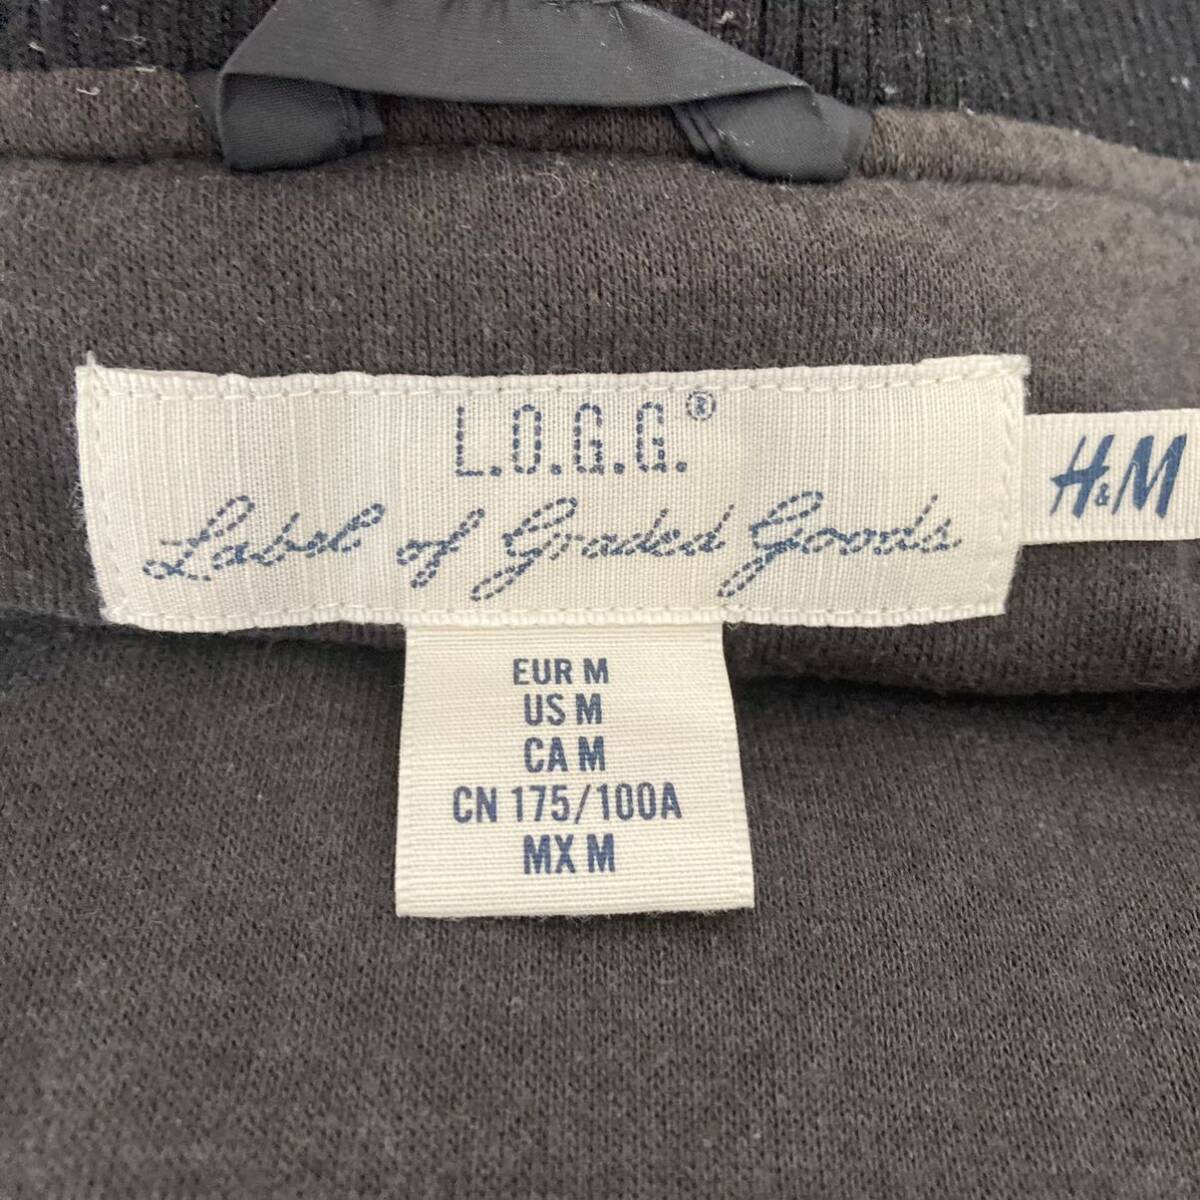 L.O.G.G.®
Label of Graded Goods
H&M
EUR M
US M
CA M
CN 175/100A
MX M